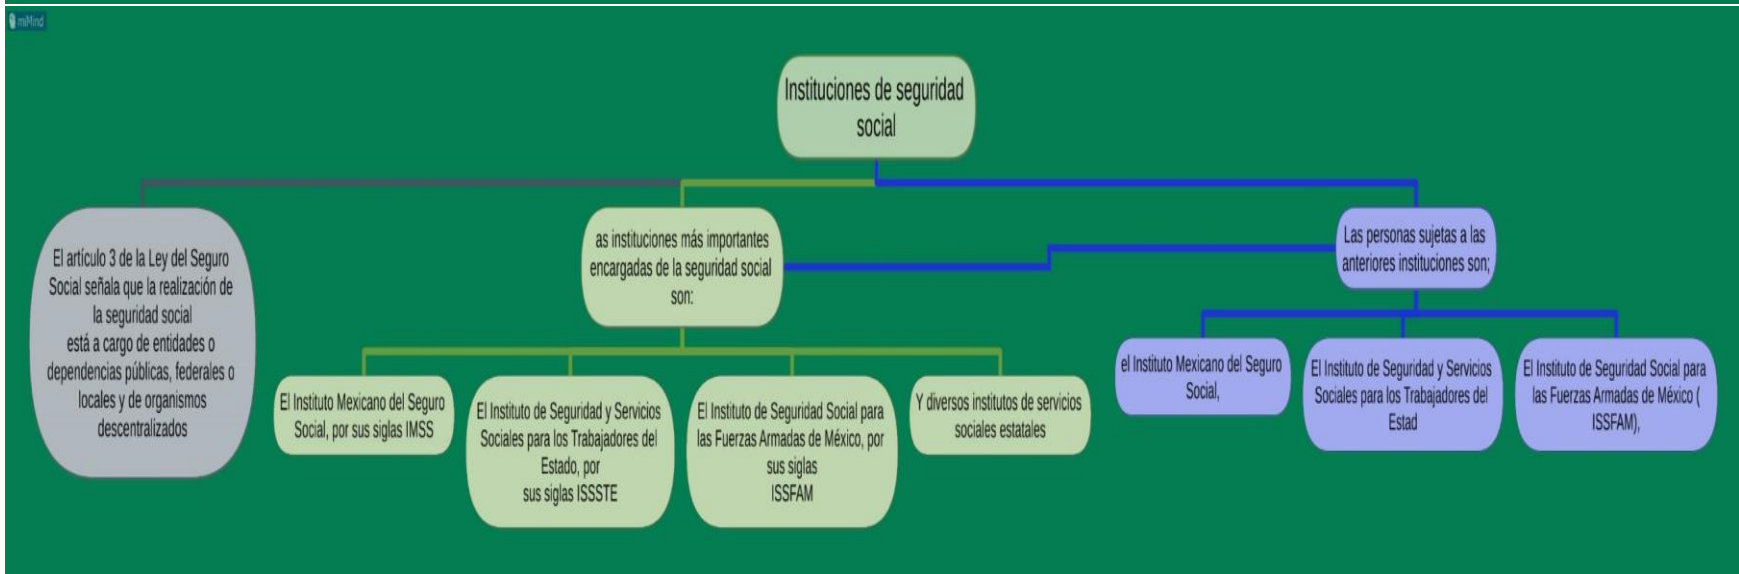 miMind
Instituciones de seguridad
social
El artículo 3 de la Ley del Seguro
Social señala que la realización de
la seguridad social
está a cargo de entidades o
dependencias públicas, federales o
locales y de organismos
descentralizados
as instituciones más importantes
encargadas de la seguridad social
son:
El Instituto Mexicano del Seguro
Social, por sus siglas IMSS
El Instituto de Seguridad y Servicios
Sociales para los Trabajadores del
Estado, por
sus siglas ISSSTE
El Instituto de Seguridad Social para
las Fuerzas Armadas de México, por
sus siglas
ISSFAM
Y diversos institutos de servicios
sociales estatales
Las personas sujetas a las
anteriores instituciones son;
el Instituto Mexicano del Seguro
Social,
El Instituto de Seguridad y Servicios
Sociales para los Trabajadores del
Estad
El Instituto de Seguridad Social para
las Fuerzas Armadas de México (
ISSFAM),